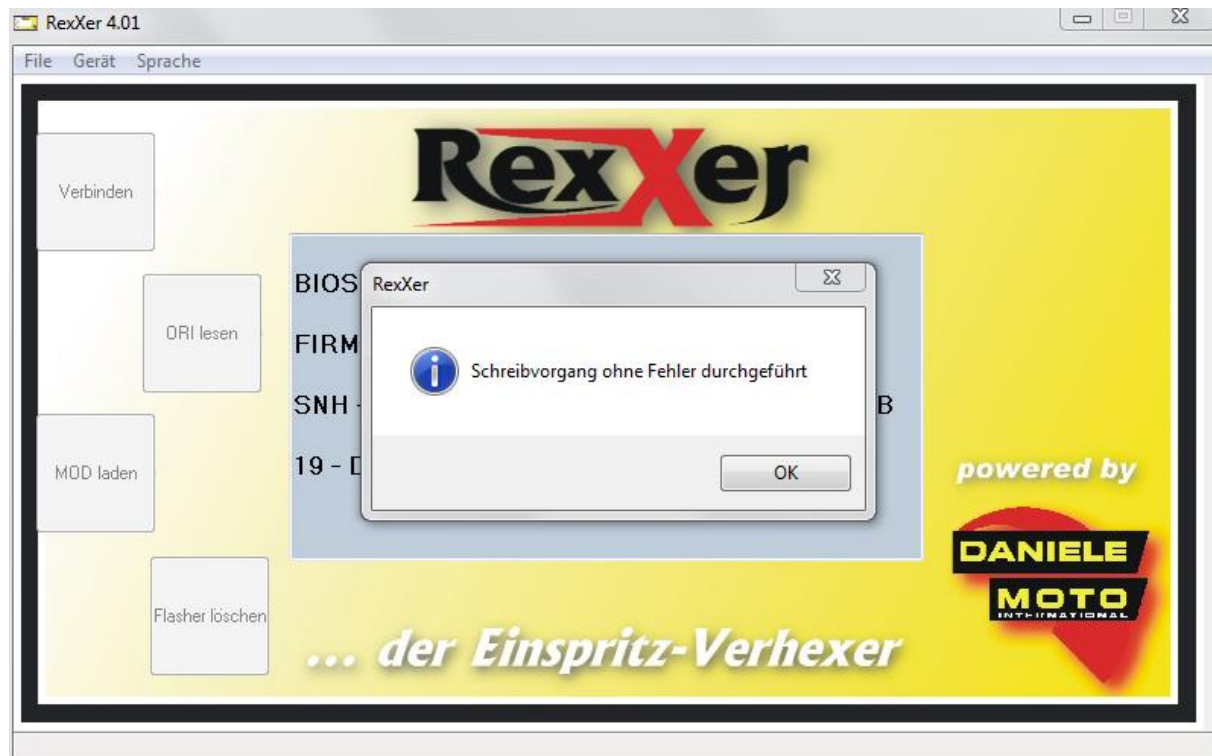 RexXer 4.01
File Gerät Sprache
RexXer
Verbinden
ORI lesen
MOD laden
Flasher löschen
BIOS
FIRM
SNH - B
19 - D
RexXer
Schreibvorgang ohne Fehler durchgeführt
OK
powered by
DANIELE
MOTO
INTERNATIONAL
... der Einspritz-Verhexer